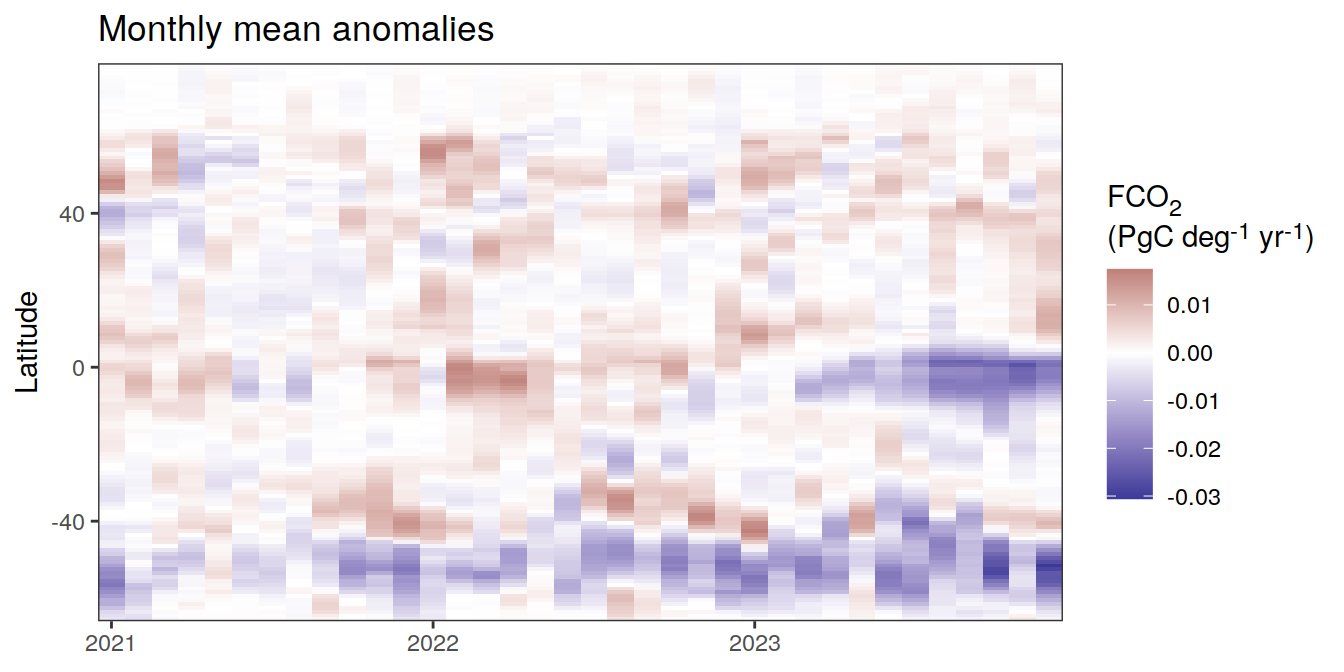 Monthly mean anomalies
Latitude
40
0
-40
2021 2022 2023
FCO₂
(PgC deg⁻¹ yr⁻¹)
0.01
0.00
-0.01
-0.02
-0.03